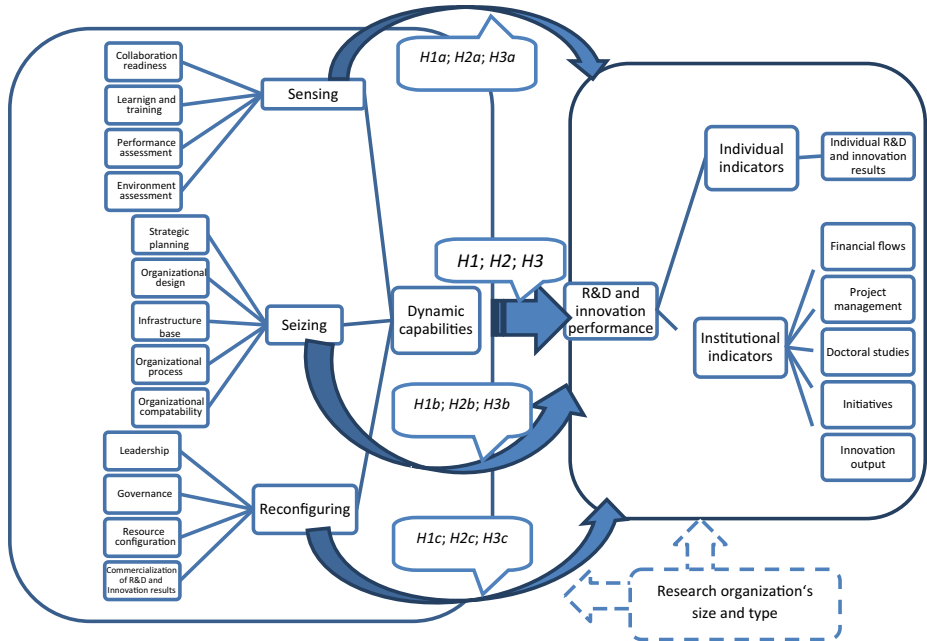 Collaboration
readiness
Learnign and
training
Performance
assessment
Environment
assessment
Sensing
Strategic
planning
Organizational
design
Infrastructure
base
Organizational
process
Organizational
compatability
Seizing
Leadership
Governance
Resource
configuration
Commercialization
of R&D and
Innovation results
Reconfiguring
Dynamic
capabilities
H1a; H2a; H3a
H1; H2; H3
H1b; H2b; H3b
H1c; H2c; H3c
R&D and
innovation
performance
Individual
indicators
Individual R&D
and innovation
results
Institutional
indicators
Financial flows
Project
management
Doctoral studies
Initiatives
Innovation
output
Research organization‘s
size and type